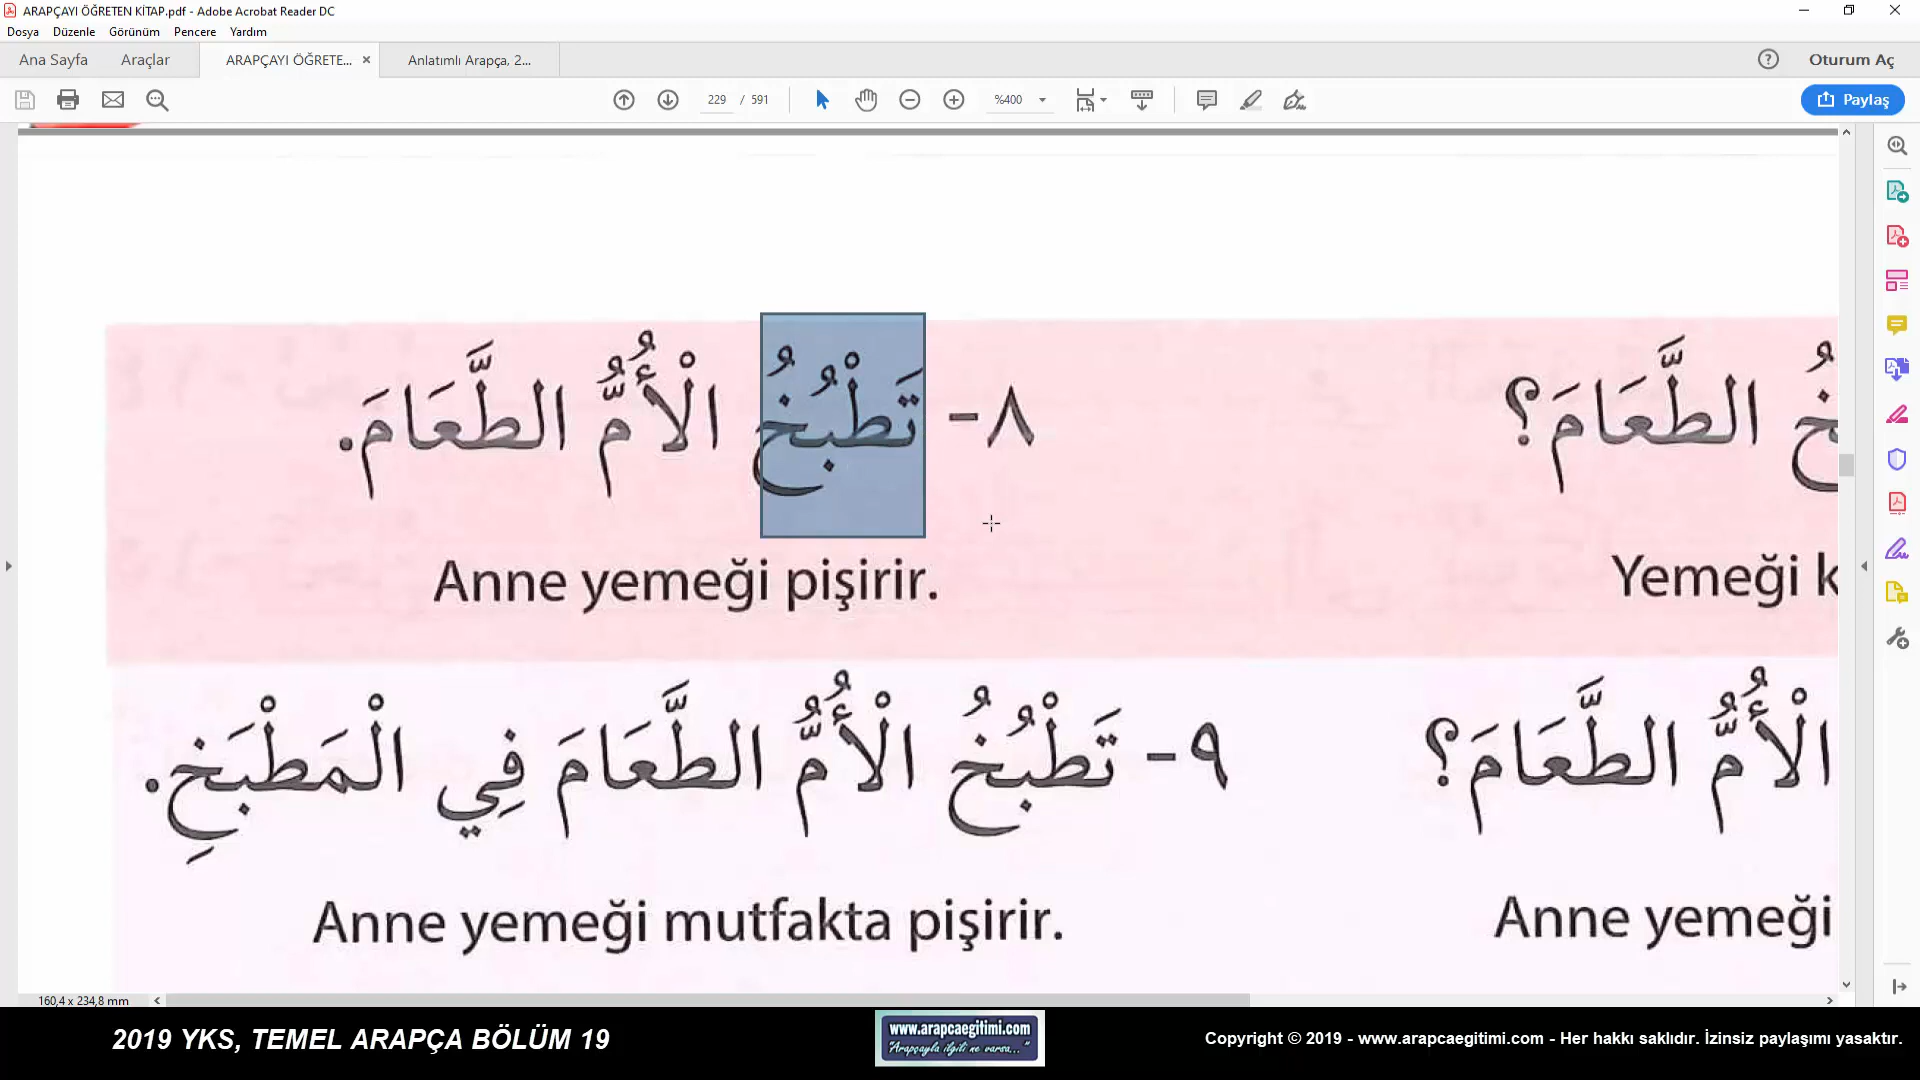 ARAPÇAYI ÖĞRETEN KİTAP.pdf - Adobe Acrobat Reader DC
Dosya Düzenle Görünüm Pencere Yardım
Ana Sayfa Araçlar ARAPÇAYI ÖĞRETE... Anlatımlı Arapça, 2... Oturum Aç
229 / 591 %400 Paylaş
٨- تَطْبُخُ الْأُمُّ الطَّعَامَ.
خُ الطَّعَامَ؟
Anne yemeği pişirir.
Yemeği k
٩- تَطْبُخُ الْأُمُّ الطَّعَامَ فِي الْمَطْبَخِ.
الْأُمُّ الطَّعَامَ؟
Anne yemeği mutfakta pişirir.
Anne yemeği
160,4 x 234,8 mm
2019 YKS, TEMEL ARAPÇA BÖLÜM 19
www.arapcaegitimi.com
"Arapçayla ilgili ne varsa..."
Copyright © 2019 - www.arapcaegitimi.com - Her hakkı saklıdır. İzinsiz paylaşımı yasaktır.